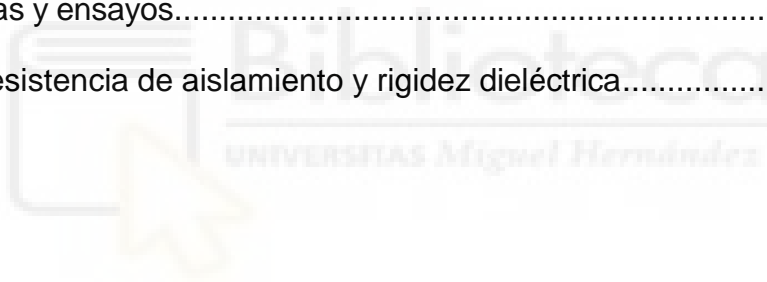 as y ensayos..........................................................................
Biblioteca
esistencia de aislamiento y rigidez dieléctrica................
UNIVERSITAS Miguel Hernández